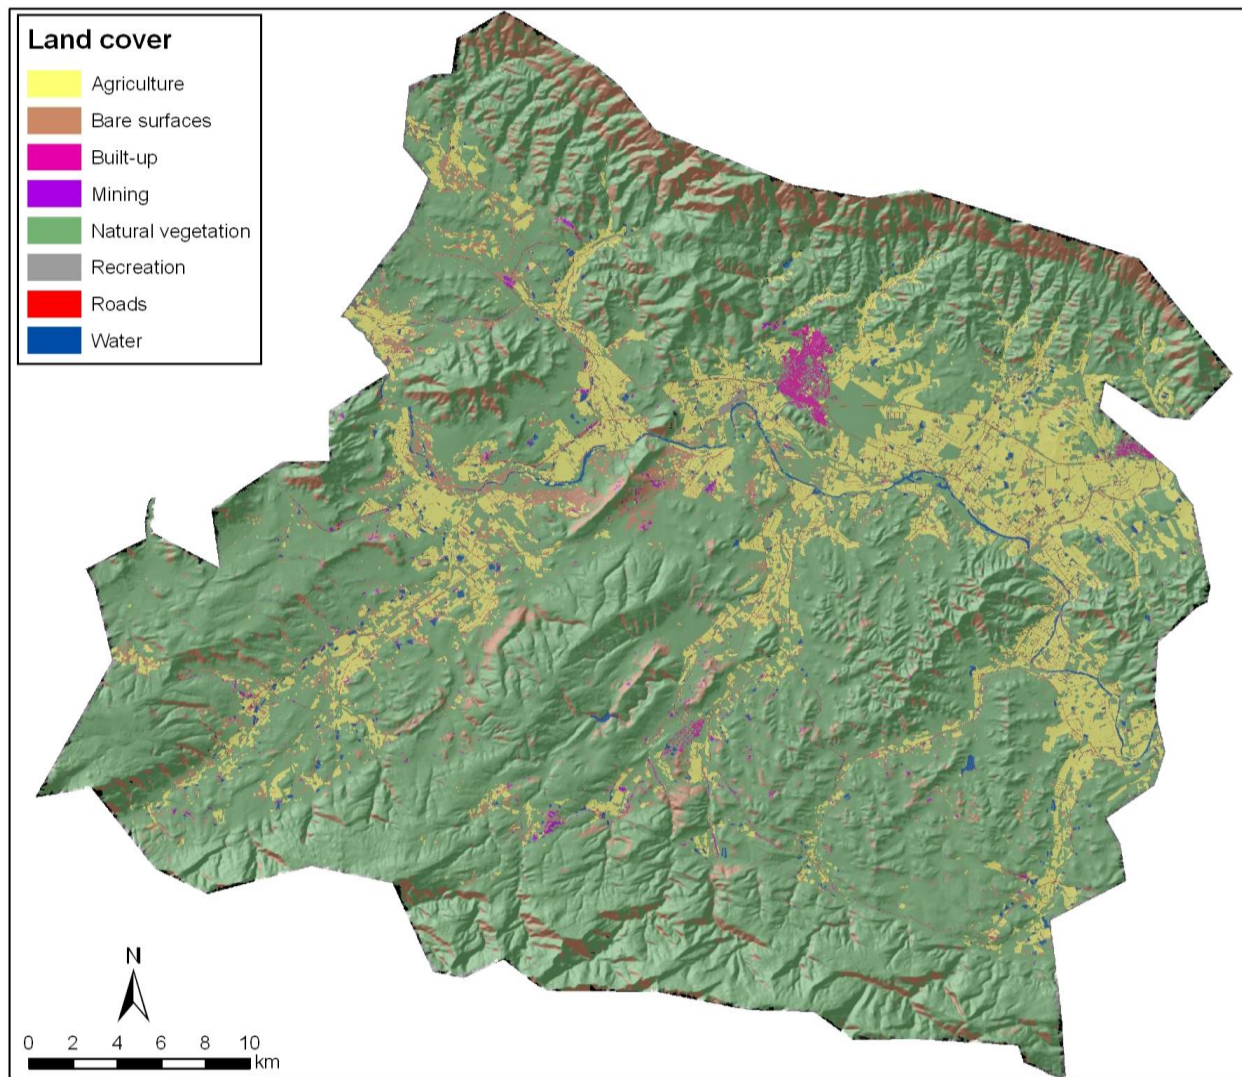 Land cover
Agriculture
Bare surfaces
Built-up
Mining
Natural vegetation
Recreation
Roads
Water
N
0 2 4 6 8 10
km